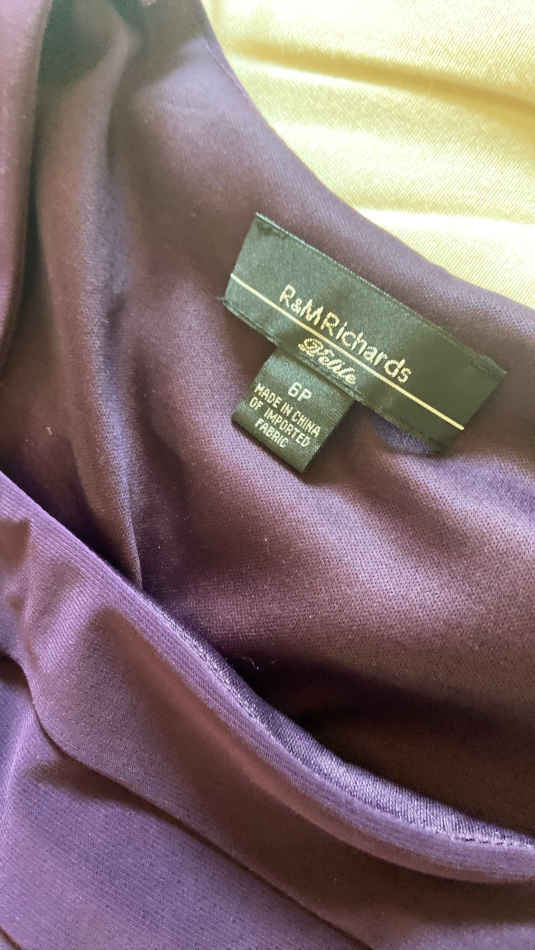 R&MRichards
Petite
6P
MADE IN CHINA
OF IMPORTED
FABRIC